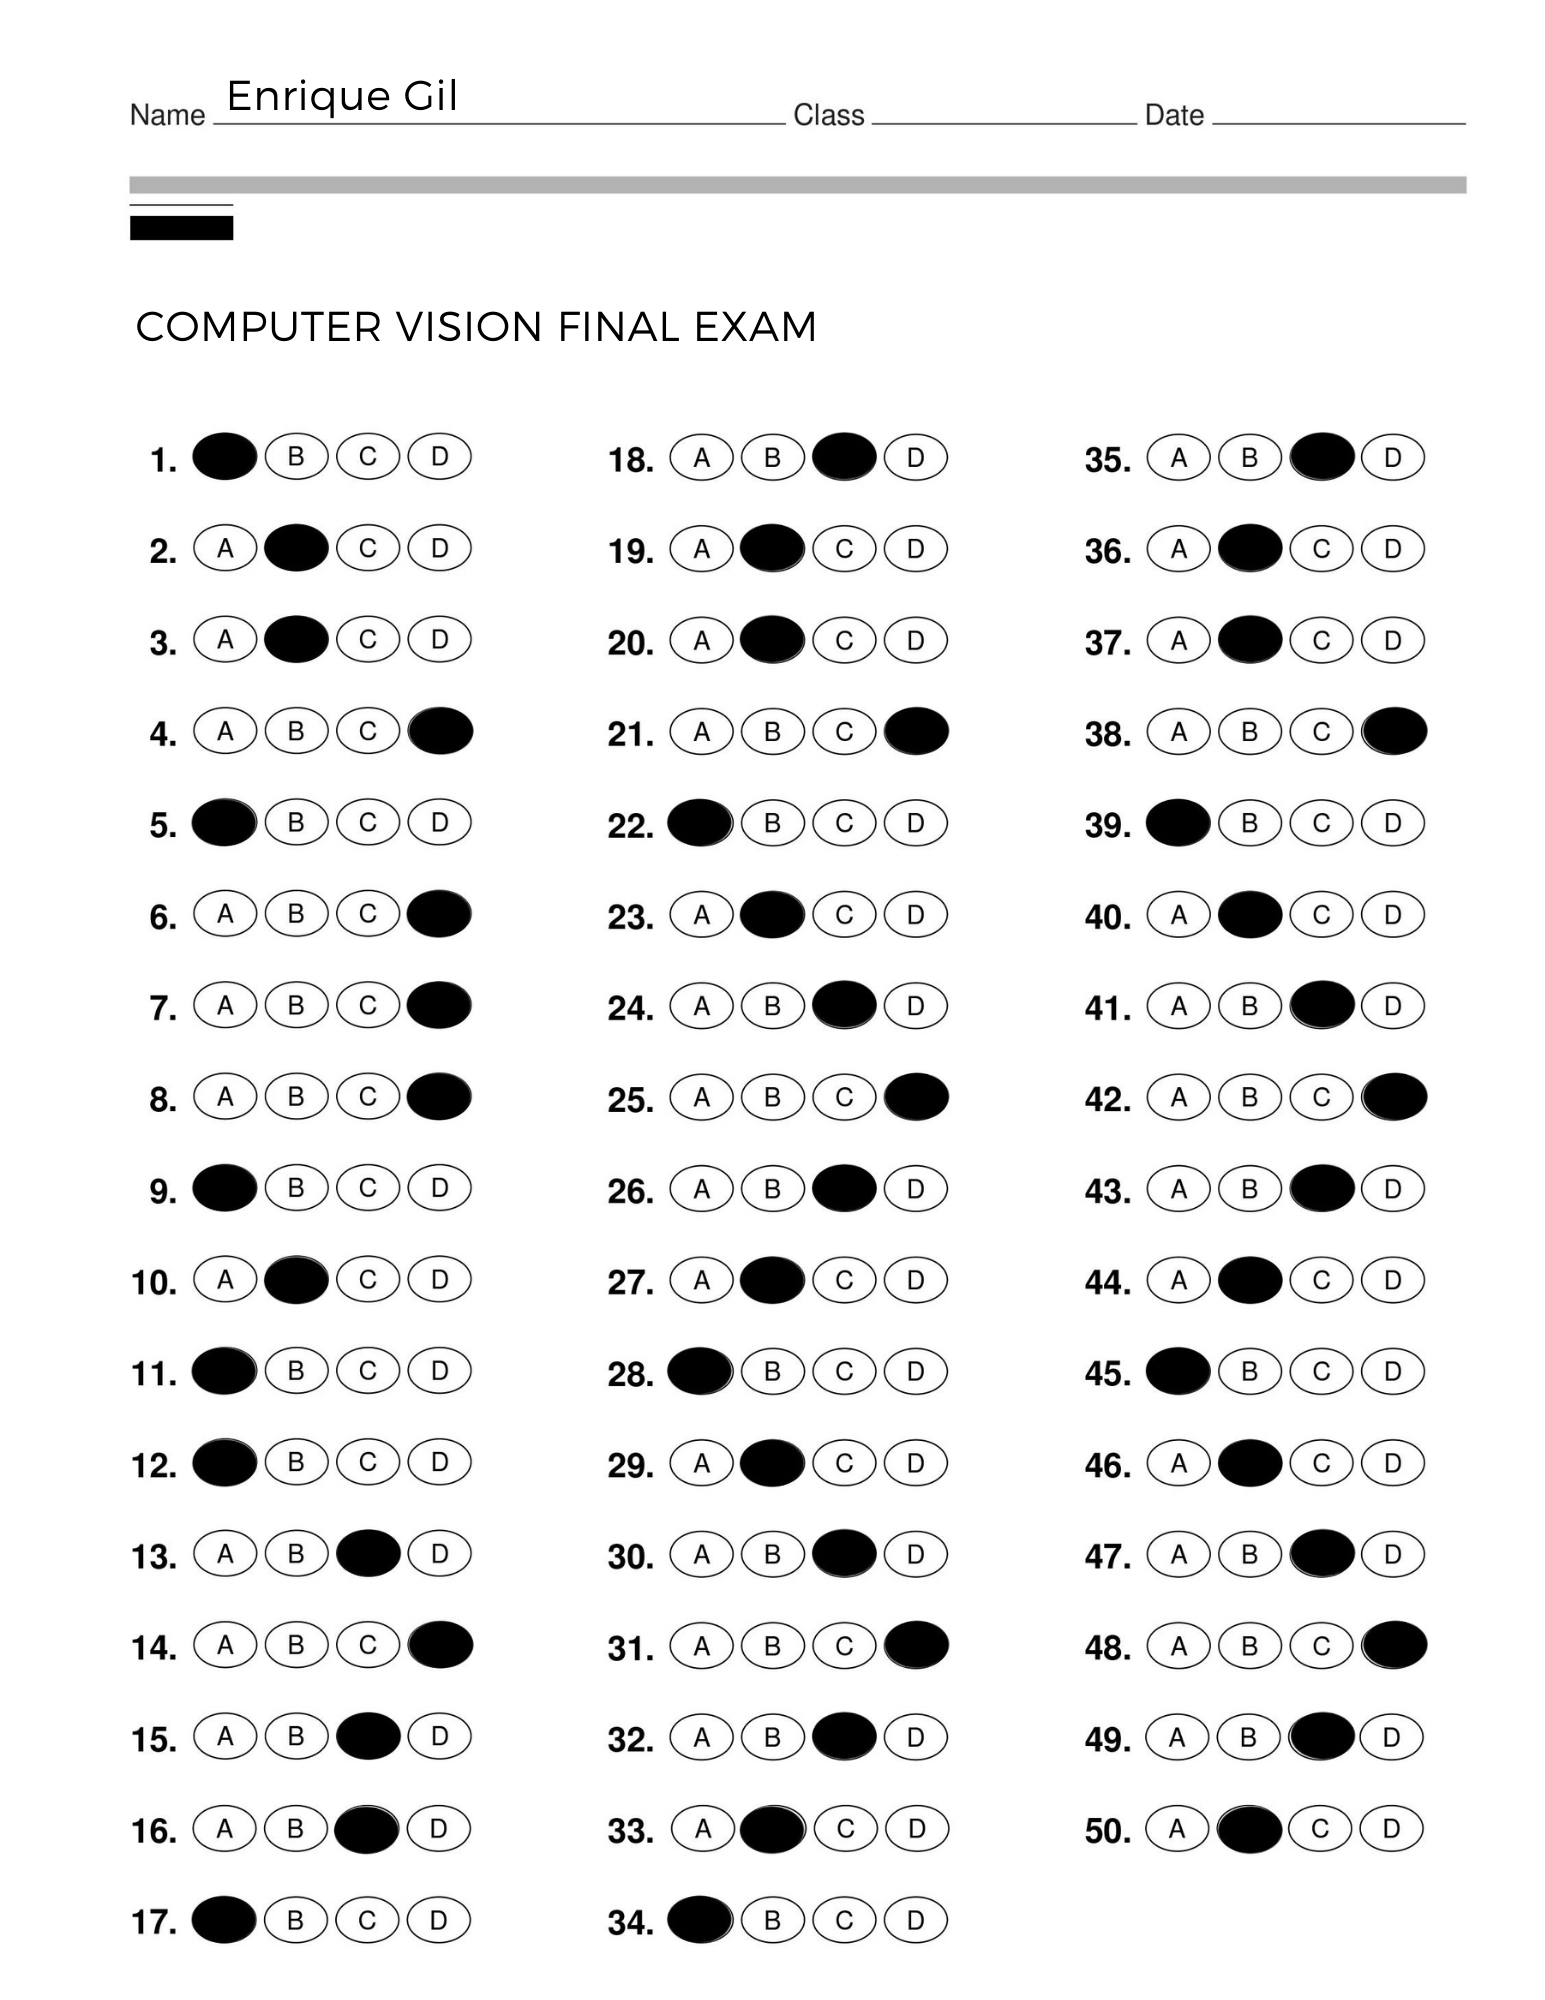 Name Enrique Gil Class Date
COMPUTER VISION FINAL EXAM
1. B C D
2. A C D
3. A C D
4. A B C
5. B C D
6. A B C
7. A B C
8. A B C
9. B C D
10. A C D
11. B C D
12. B C D
13. A B D
14. A B C
15. A B D
16. A B D
17. B C D
18. A B D
19. A C D
20. A C D
21. A B C
22. B C D
23. A C D
24. A B D
25. A B C
26. A B D
27. A C D
28. B C D
29. A C D
30. A B D
31. A B C
32. A B D
33. A C D
34. B C D
35. A B D
36. A C D
37. A C D
38. A B C
39. B C D
40. A C D
41. A B D
42. A B C
43. A B D
44. A C D
45. B C D
46. A C D
47. A B D
48. A B C
49. A B D
50. A C D